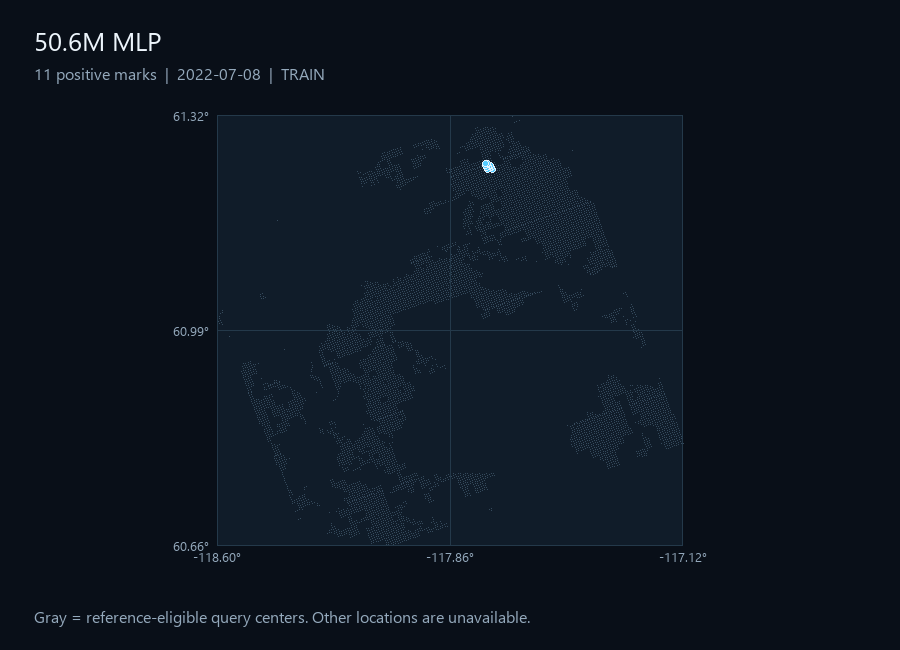 50.6M MLP
11 positive marks | 2022-07-08 | TRAIN
61.32°
60.99°
60.66°
-118.60° -117.86° -117.12°
Gray = reference-eligible query centers. Other locations are unavailable.